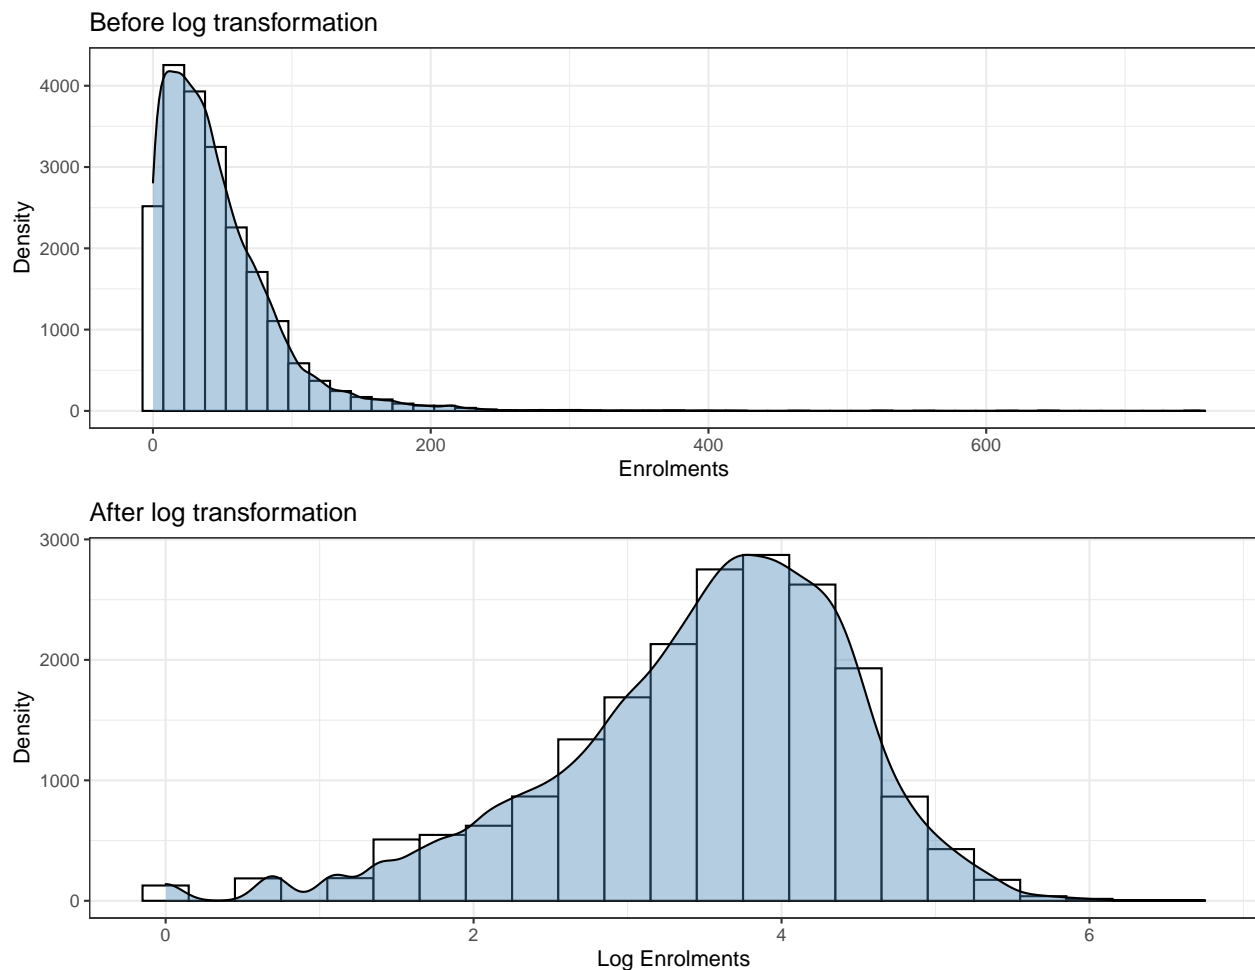 Before log transformation
Density
4000
3000
2000
1000
0
0 200 400 600
Enrolments
After log transformation
Density
3000
2000
1000
0
0 2 4 6
Log Enrolments